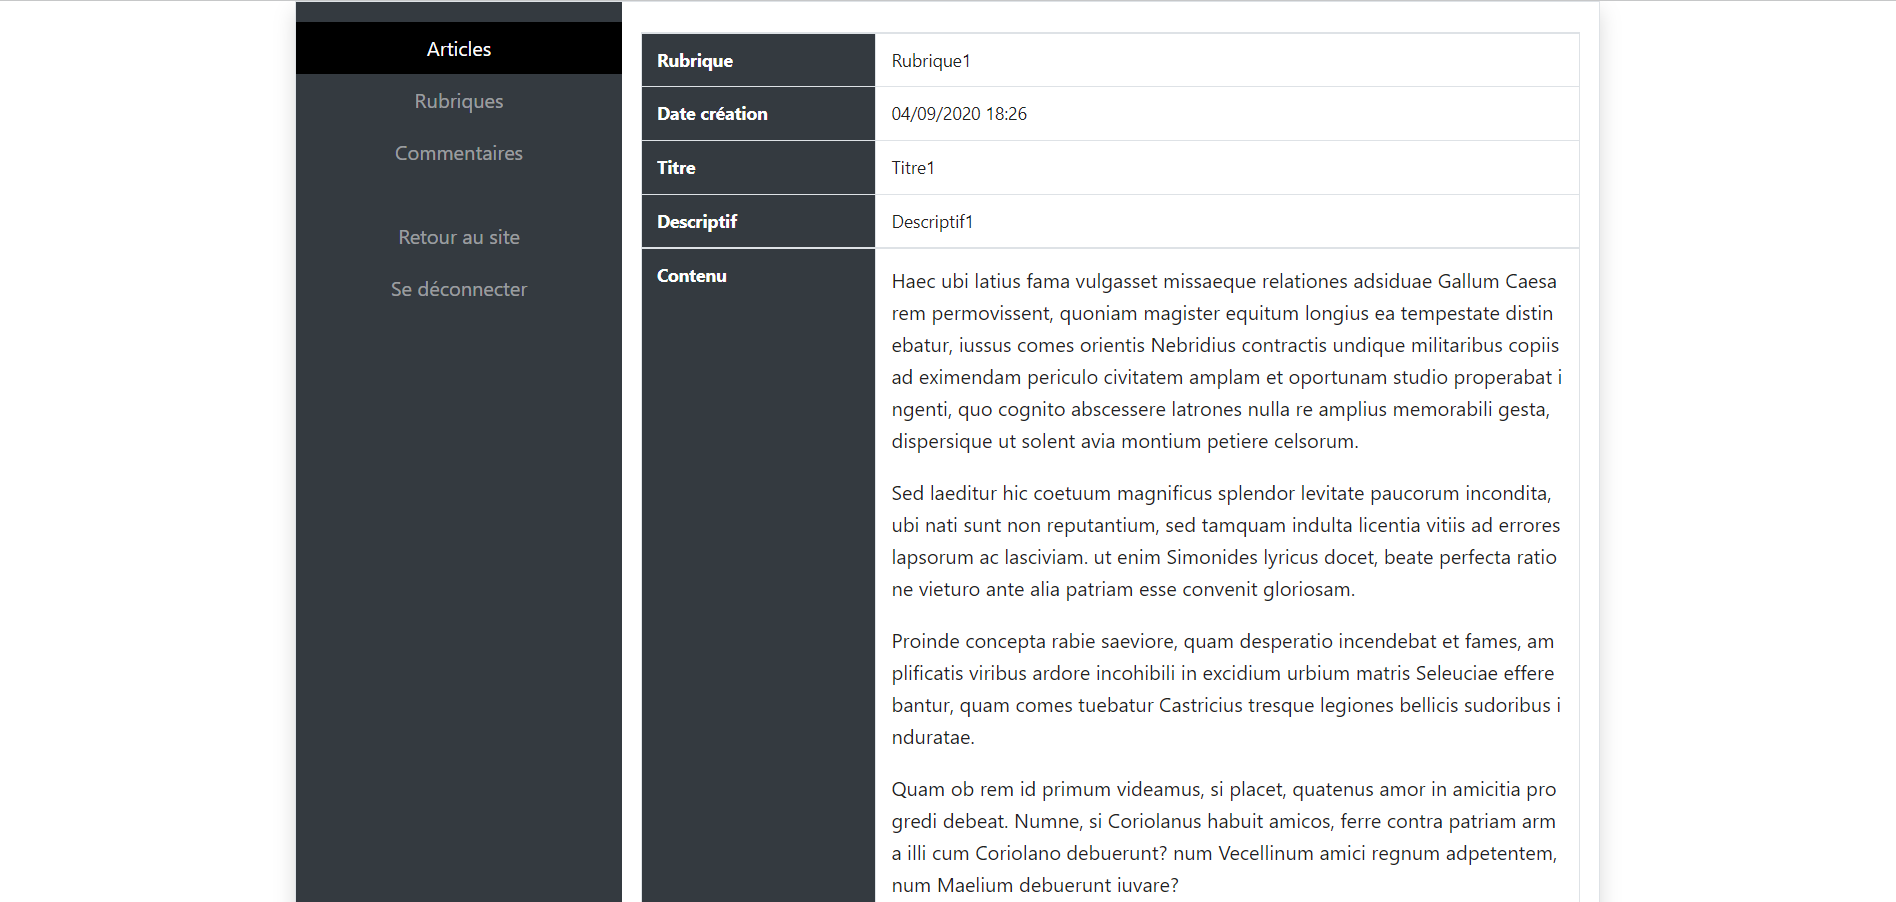 Articles
Rubriques
Commentaires
Retour au site
Se déconnecter
Rubrique Rubrique1
Date création 04/09/2020 18:26
Titre Titre1
Descriptif Descriptif1
Contenu
Haec ubi latius fama vulgasset missaeque relationes adsiduae Gallum Caesa
rem permovissent, quoniam magister equitum longius ea tempestate distin
ebatur, iussus comes orientis Nebridius contractis undique militaribus copiis
ad eximendam periculo civitatem amplam et oportunam studio properabat i
ngenti, quo cognito abscessere latrones nulla re amplius memorabili gesta,
dispersique ut solent avia montium petiere celsorum.
Sed laeditur hic coetuum magnificus splendor levitate paucorum incondita,
ubi nati sunt non reputantium, sed tamquam indulta licentia vitiis ad errores
lapsorum ac lasciviam. ut enim Simonides lyricus docet, beate perfecta ratio
ne vieturo ante alia patriam esse convenit gloriosam.
Proinde concepta rabie saeviore, quam desperatio incendebat et fames, am
plificatis viribus ardore incohibili in excidium urbium matris Seleuciae effere
bantur, quam comes tuebatur Castricius tresque legiones bellicis sudoribus i
nduratae.
Quam ob rem id primum videamus, si placet, quatenus amor in amicitia pro
gredi debeat. Numne, si Coriolanus habuit amicos, ferre contra patriam arm
a illi cum Coriolano debuerunt? num Vecellinum amici regnum adpetentem,
num Maelium debuerunt iuvare?